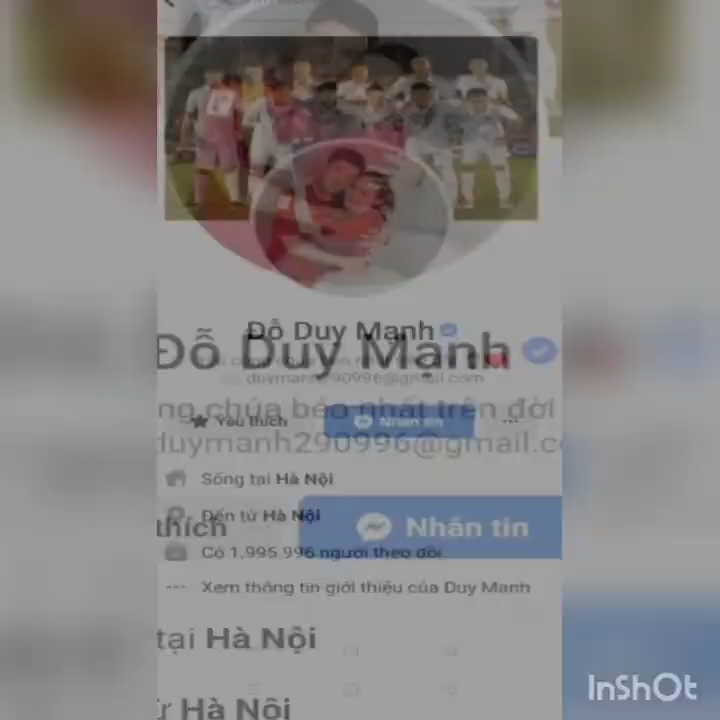 Đỗ Duy Mạnh
Đỗ Duy Mạnh
duymanh290996@gmail.com
chúa béo nhất trên đời
Yêu thích
Nhắn tin
...
duymanh290996@gmail.c
Sống tại Hà Nội
Đến từ Hà Nội
thích
Nhắn tin
Có 1,995,996 người theo dõi
... Xem thông tin giới thiệu của Duy Mạnh
tại Hà Nội
ừ Hà Nội
InShOt